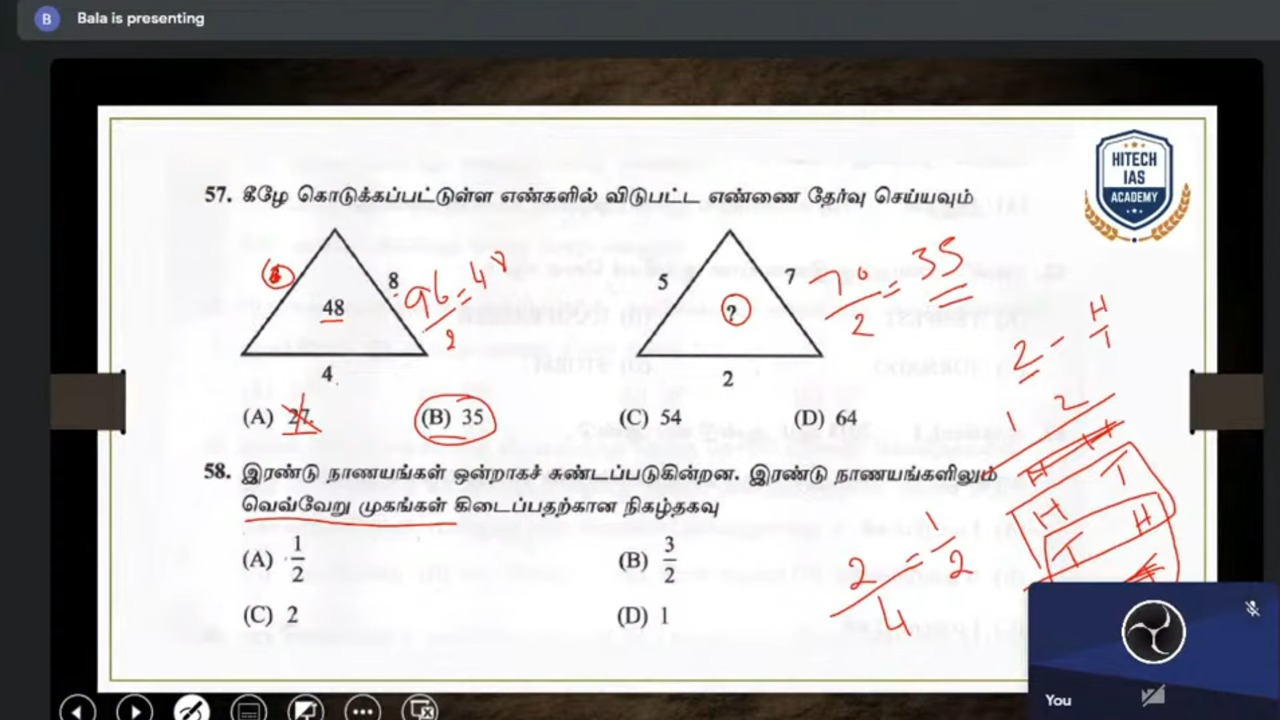 B Bala is presenting
HITECH
IAS
ACADEMY
57. கீழே கொடுக்கப்பட்டுள்ள எண்களில் விடுபட்ட எண்ணை தேர்வு செய்யவும்
8
48
4
96/2 = 48
5
7
?
2
70/2 = 35
2 - H
T
(A) 27 (B) 35 (C) 54 (D) 64
1 2
58. இரண்டு நாணயங்கள் ஒன்றாகச் சுண்டப்படுகின்றன. இரண்டு நாணயங்களிலும்
வெவ்வேறு முகங்கள் கிடைப்பதற்கான நிகழ்தகவு
H T
T H
(A) 1/2 (B) 3/2
2/4 = 1/2
(C) 2 (D) 1
You